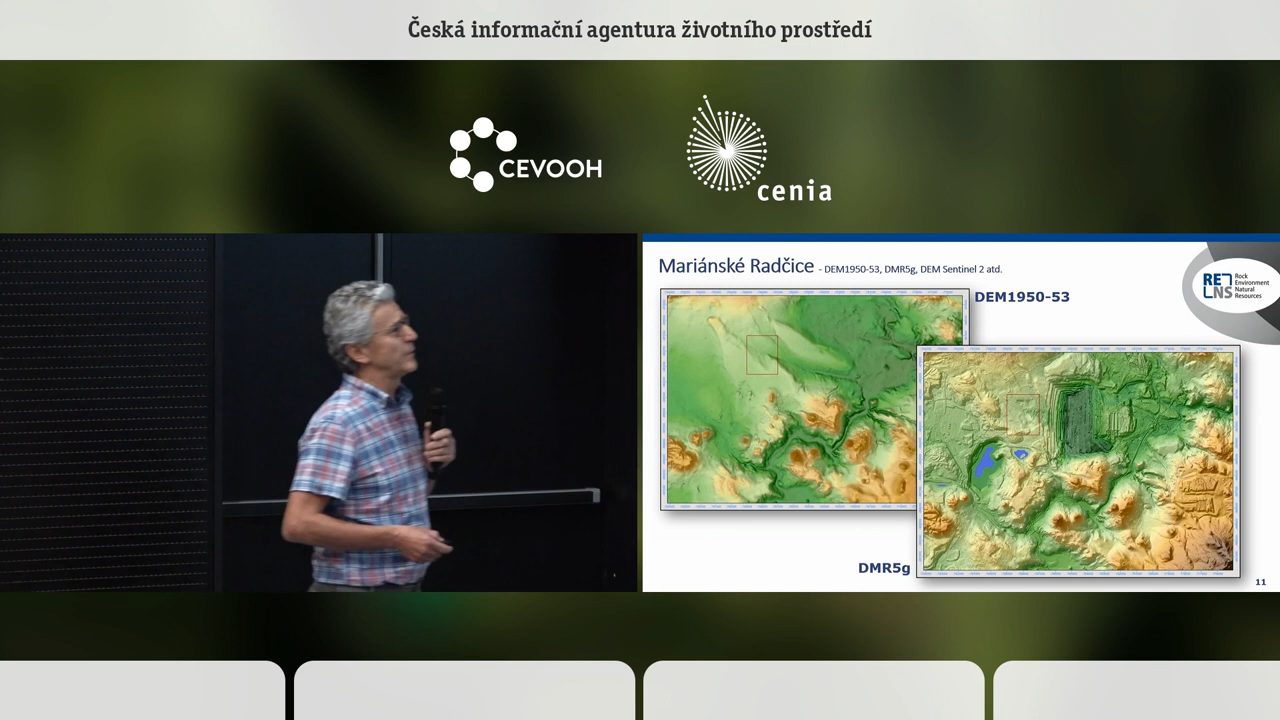 Česká informační agentura životního prostředí
CEVOOH
cenia
Mariánské Radčice - DEM1950-53, DMR5g, DEM Sentinel 2 atd.
RE
LNS
Rock
Environment
Natural
Resources
DEM1950-53
DMR5g
11